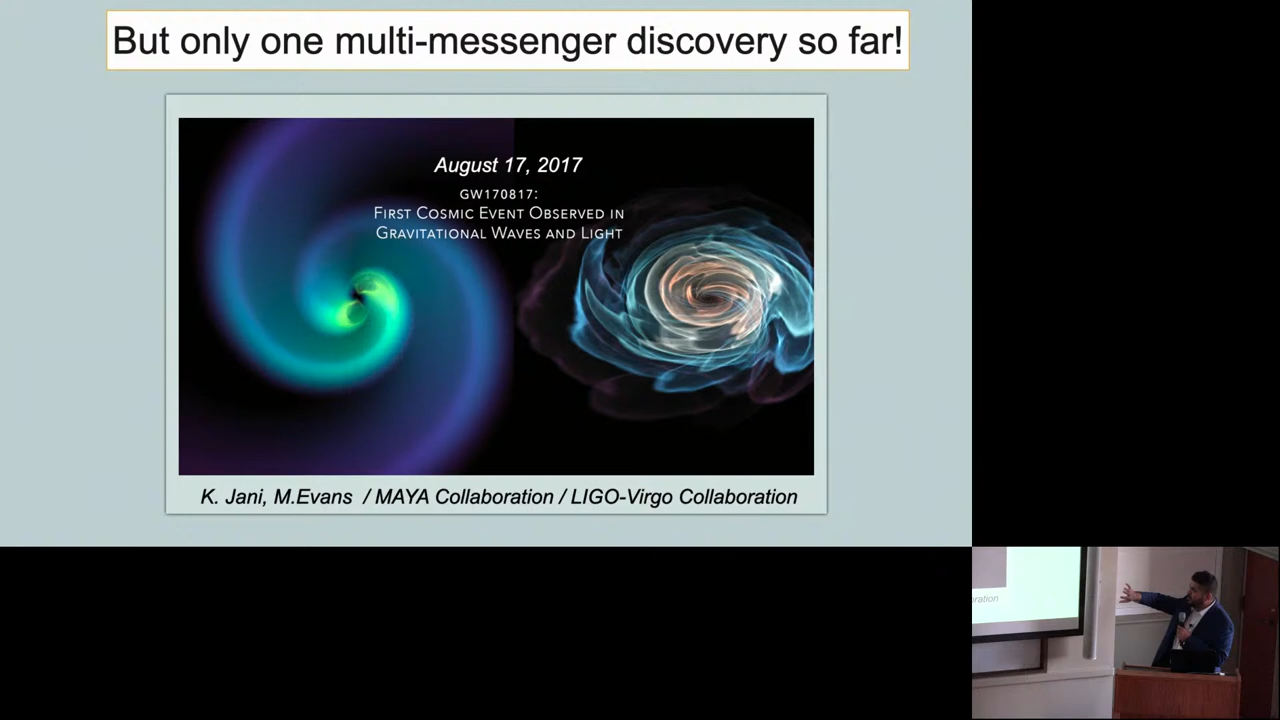 But only one multi-messenger discovery so far!
August 17, 2017
GW170817:
First Cosmic Event Observed in
Gravitational Waves and Light
K. Jani, M.Evans / MAYA Collaboration / LIGO-Virgo Collaboration
oration